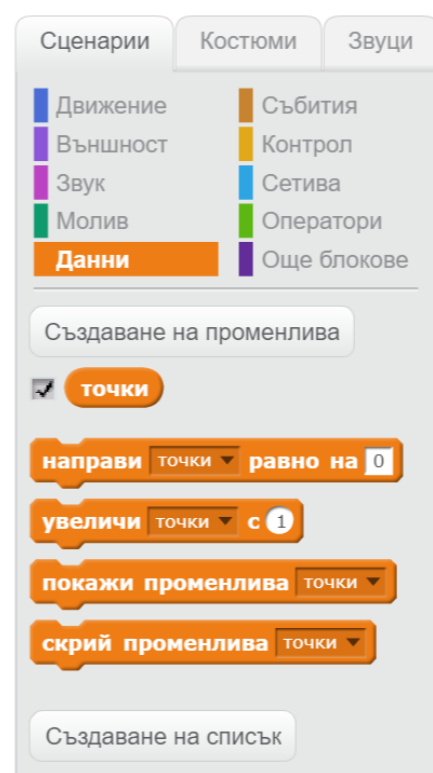 Сценарии Костюми Звуци
Движение Събития
Външност Контрол
Звук Сетива
Молив Оператори
Данни Още блокове
Създаване на променлива
точки
направи точки равно на 0
увеличи точки с 1
покажи променлива точки
скрий променлива точки
Създаване на списък